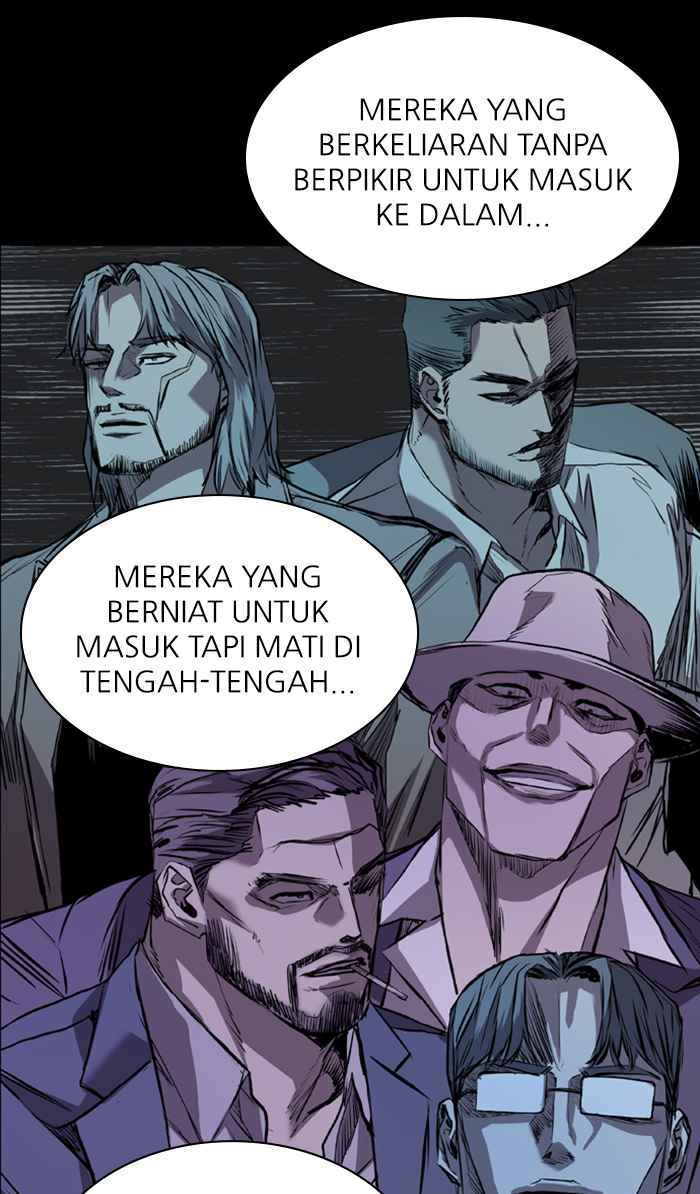 MEREKA YANG
BERKELIARAN TANPA
BERPIKIR UNTUK MASUK
KE DALAM...
MEREKA YANG
BERNIAT UNTUK
MASUK TAPI MATI DI
TENGAH-TENGAH...